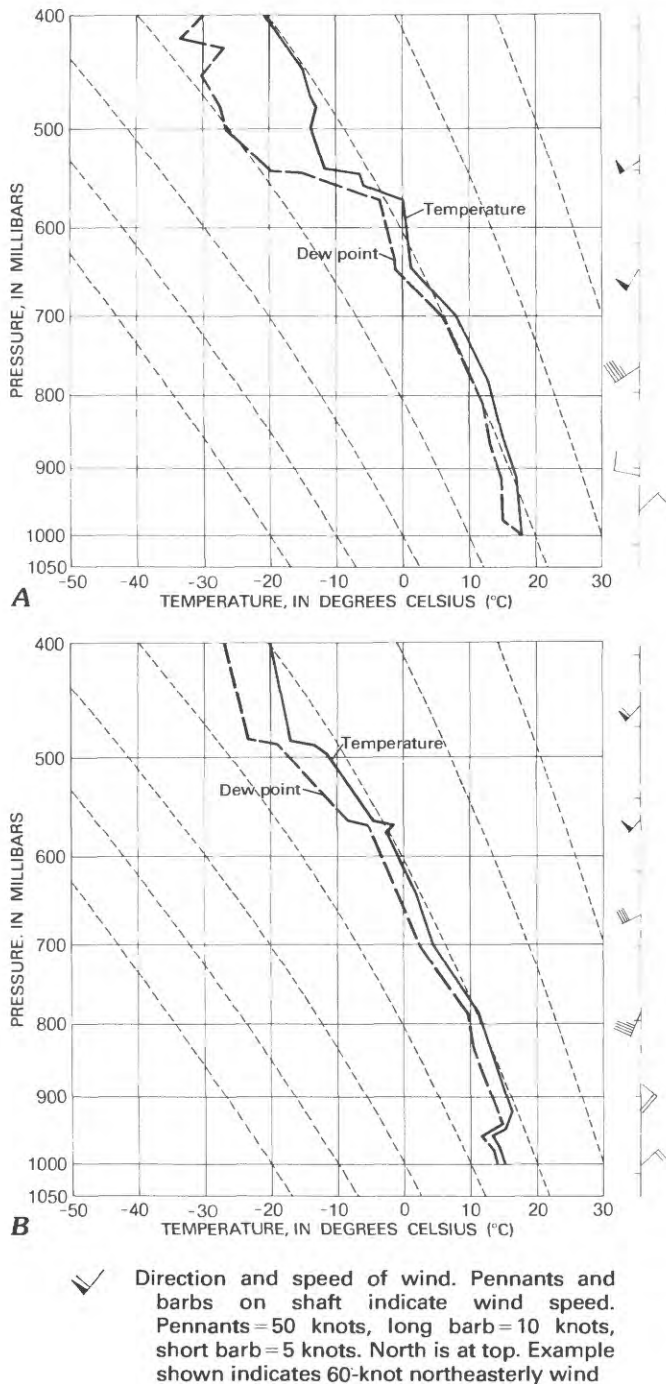 400
500
600
700
800
900
1000
1050
PRESSURE, IN MILLIBARS
Temperature
Dew point
-50 -40 -30 -20 -10 0 10 20 30
A TEMPERATURE, IN DEGREES CELSIUS (°C)
400
500
600
700
800
900
1000
1050
PRESSURE, IN MILLIBARS
Temperature
Dew point
-50 -40 -30 -20 -10 0 10 20 30
B TEMPERATURE, IN DEGREES CELSIUS (°C)
Direction and speed of wind. Pennants and
barbs on shaft indicate wind speed.
Pennants=50 knots, long barb=10 knots,
short barb=5 knots. North is at top. Example
shown indicates 60-knot northeasterly wind